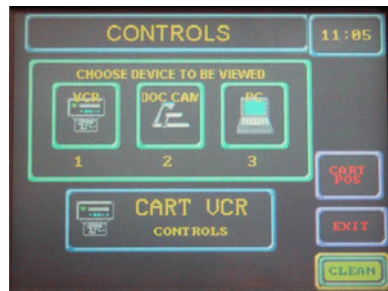 CONTROLS
11:05
CHOOSE DEVICE TO BE VIEWED
VCR DOC CAM PC
1 2 3
CART POS
CART VCR
CONTROLS
EXIT
CLEAN